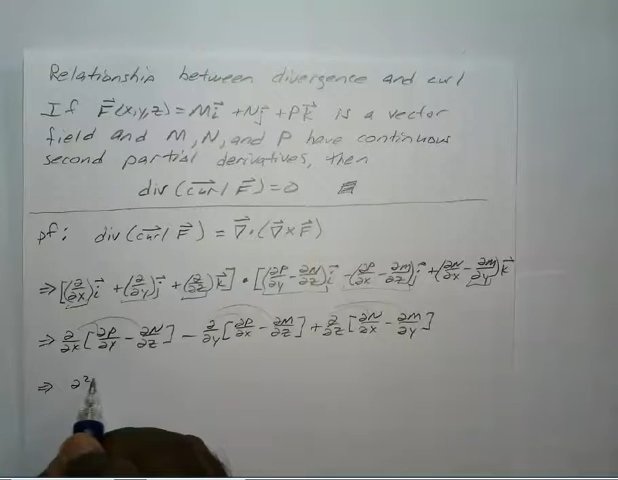 Relationship between divergence and curl
If F⃗(x,y,z) = Mi⃗ + Nj⃗ + Pk⃗ is a vector
field and M, N, and P have continuous
second partial derivatives, then
div (curl F⃗) = 0
pf: div (curl F⃗) = ∇⃗ • (∇⃗ × F⃗)
⇒ [(∂/∂x)i⃗ + (∂/∂y)j⃗ + (∂/∂z)k⃗] • [(∂P/∂y − ∂N/∂z)i⃗ − (∂P/∂x − ∂M/∂z)j⃗ + (∂N/∂x − ∂M/∂y)k⃗
⇒ ∂/∂x [∂P/∂y − ∂N/∂z] − ∂/∂y [∂P/∂x − ∂M/∂z] + ∂/∂z [∂N/∂x − ∂M/∂y]
⇒ ∂²